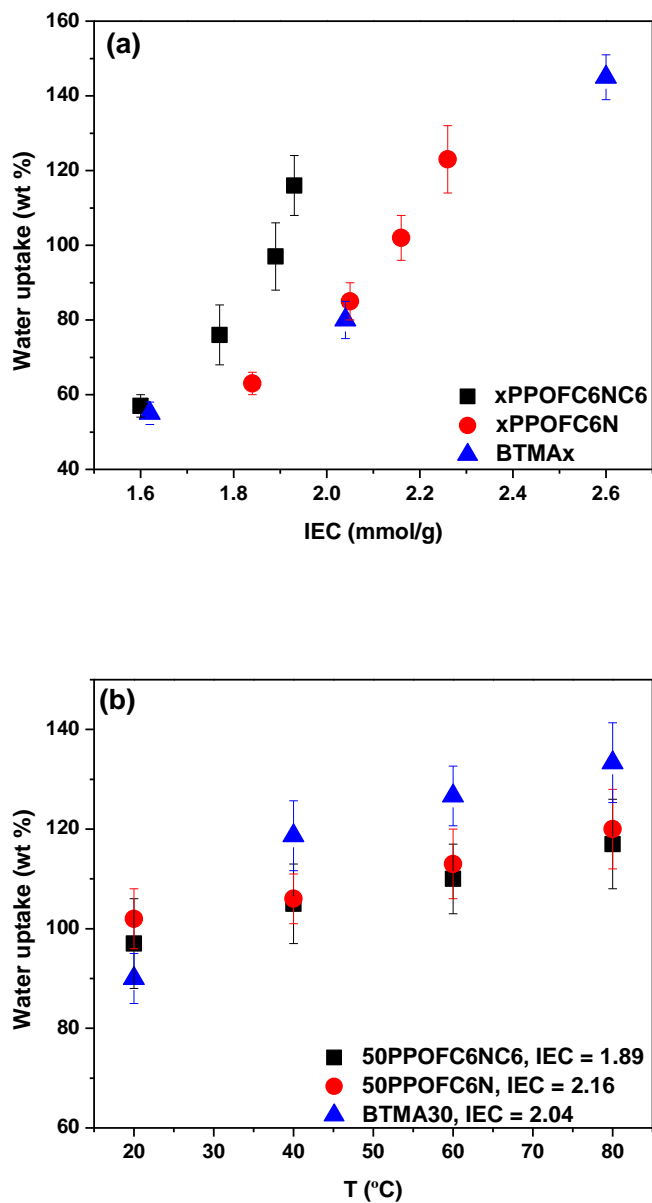 160
(a)
140
120
100
80
60
40
Water uptake (wt %)
xPPOFC6NC6
xPPOFC6N
BTMAx
1.6 1.8 2.0 2.2 2.4 2.6
IEC (mmol/g)
(b)
140
120
100
80
60
Water uptake (wt %)
50PPOFC6NC6, IEC = 1.89
50PPOFC6N, IEC = 2.16
BTMA30, IEC = 2.04
20 30 40 50 60 70 80
T (ºC)